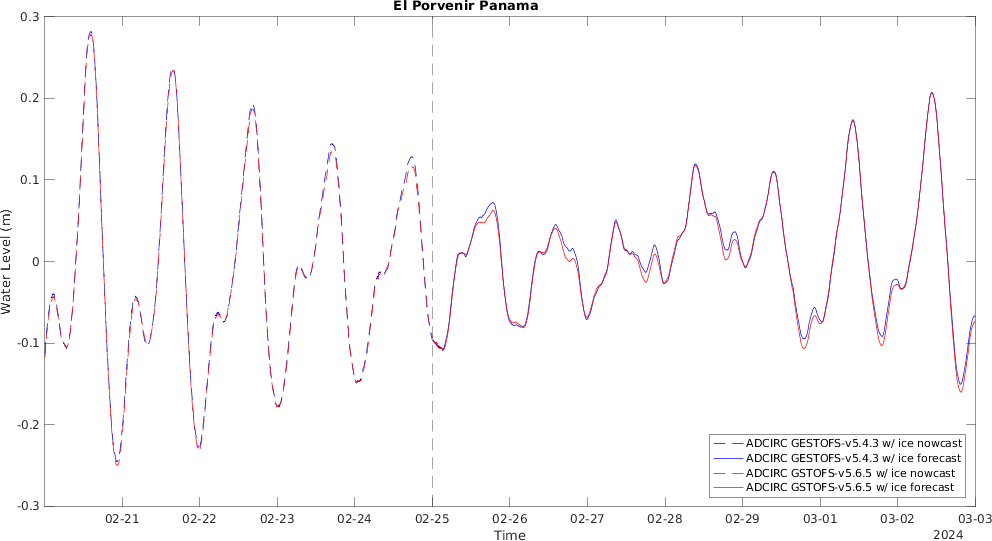 El Porvenir Panama
0.3
0.2
0.1
0
-0.1
-0.2
-0.3
Water Level (m)
ADCIRC GESTOFS-v5.4.3 w/ ice nowcast
ADCIRC GESTOFS-v5.4.3 w/ ice forecast
ADCIRC GSTOFS-v5.6.5 w/ ice nowcast
ADCIRC GSTOFS-v5.6.5 w/ ice forecast
02-21 02-22 02-23 02-24 02-25 02-26 02-27 02-28 02-29 03-01 03-02 03-03
Time 2024